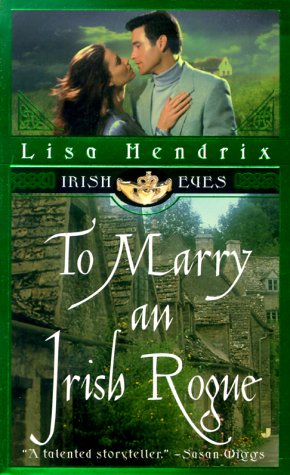 Lisa Hendrix
IRISH EYES
To Marry
an
Irish Rogue
"A talented storyteller." –Susan Wiggs